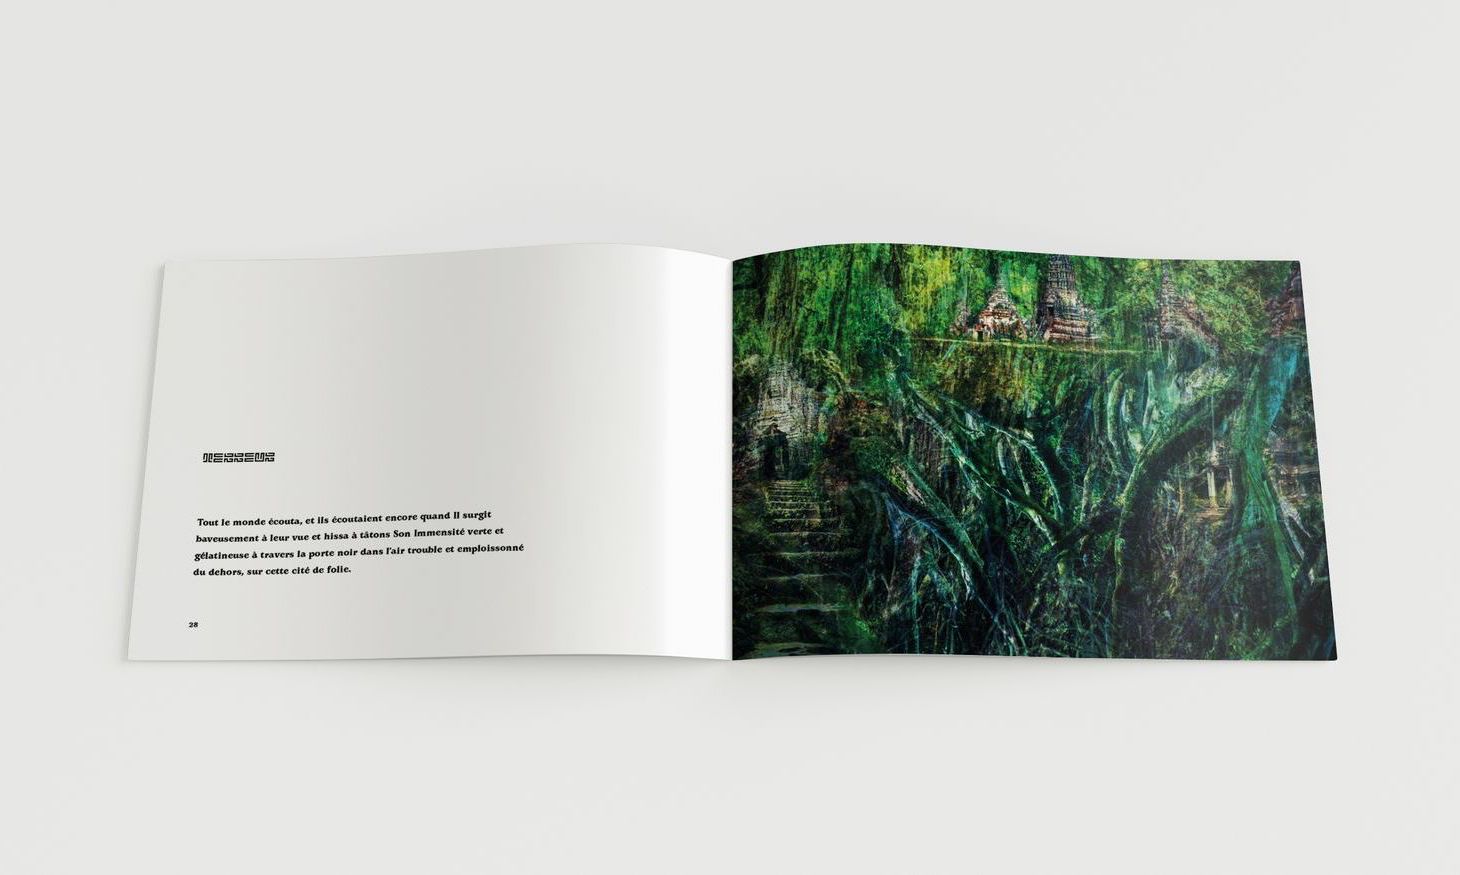 TERREUR
Tout le monde écouta, et ils écoutaient encore quand Il surgit
baveusement à leur vue et hissa à tâtons Son Immensité verte et
gélatineuse à travers la porte noir dans l'air trouble et emploissonné
du dehors, sur cette cité de folie.
28